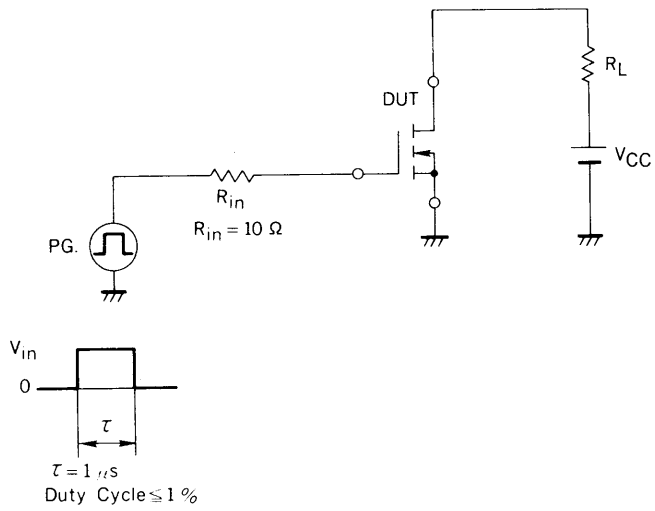 DUT
R_L
V_CC
R_in
R_in = 10 Ω
PG.
V_in
0
τ
τ = 1 μs
Duty Cycle ≦ 1 %